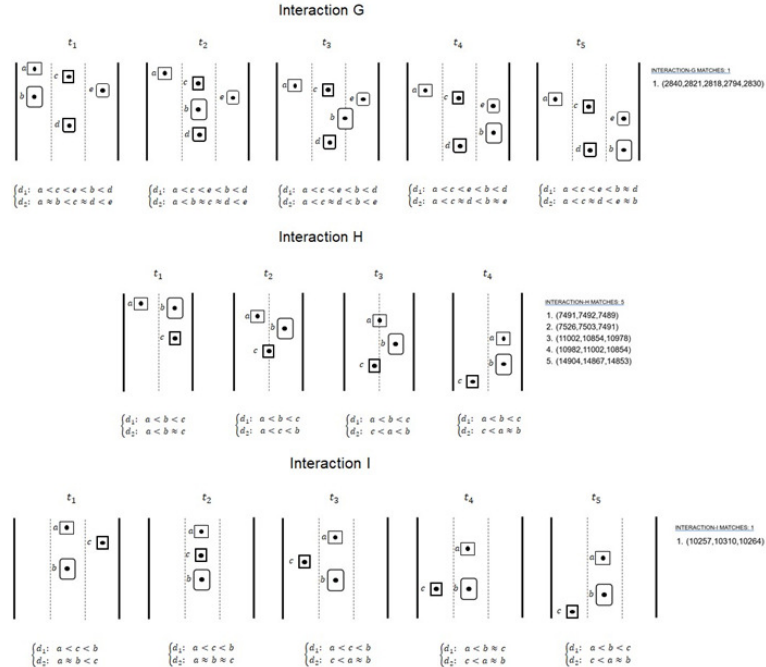 Interaction G
t₁ t₂ t₃ t₄ t₅
a c e b d
a c e b d
a c e b d
a c e b d
a c e b d
INTERACTION-G MATCHES: 1
1. (2840,2821,2818,2794,2830)
{d₁: a < c < e < b < d
{d₂: a ≈ b < c ≈ d < e
{d₁: a < c < e < b < d
{d₂: a < b ≈ c ≈ d < e
{d₁: a < c < e < b < d
{d₂: a < c ≈ d < b < e
{d₁: a < c < e < b < d
{d₂: a < c ≈ d < b ≈ e
{d₁: a < c < e < b ≈ d
{d₂: a < c ≈ d < e ≈ b
Interaction H
t₁ t₂ t₃ t₄
a b c
a b c
a b c
a b c
INTERACTION-H MATCHES: 5
1. (7491,7492,7489)
2. (7526,7503,7491)
3. (11002,10854,10978)
4. (10982,11002,10854)
5. (14904,14867,14853)
{d₁: a < b < c
{d₂: a < b ≈ c
{d₁: a < b < c
{d₂: a < c < b
{d₁: a < b < c
{d₂: c < a < b
{d₁: a < b < c
{d₂: c < a ≈ b
Interaction I
t₁ t₂ t₃ t₄ t₅
a c b
a c b
a c b
a c b
a b c
INTERACTION-I MATCHES: 1
1. (10257,10310,10264)
{d₁: a < c < b
{d₂: a ≈ b < c
{d₁: a < c < b
{d₂: a ≈ b ≈ c
{d₁: a < c < b
{d₂: c < a ≈ b
{d₁: a < c ≈ b
{d₂: c < a ≈ b
{d₁: a < b < c
{d₂: c < a ≈ b